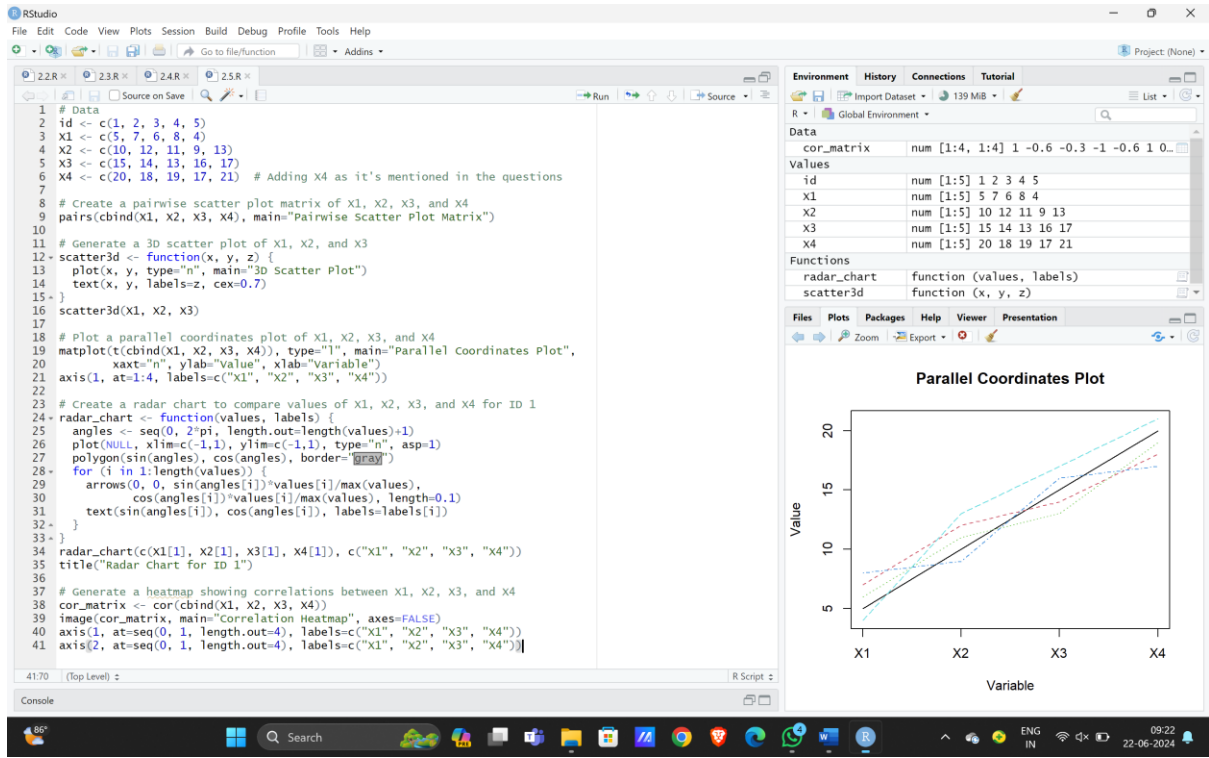 RStudio
File Edit Code View Plots Session Build Debug Profile Tools Help
Go to file/function Addins Project: (None)
2.2.R 2.3.R 2.4.R 2.5.R
Source on Save Run Source
1 # Data
2 id <- c(1, 2, 3, 4, 5)
3 X1 <- c(5, 7, 6, 8, 4)
4 X2 <- c(10, 12, 11, 9, 13)
5 X3 <- c(15, 14, 13, 16, 17)
6 X4 <- c(20, 18, 19, 17, 21)  # Adding X4 as it's mentioned in the questions
7
8 # Create a pairwise scatter plot matrix of X1, X2, X3, and X4
9 pairs(cbind(X1, X2, X3, X4), main="Pairwise Scatter Plot Matrix")
10
11 # Generate a 3D scatter plot of X1, X2, and X3
12 scatter3d <- function(x, y, z) {
13   plot(x, y, type="n", main="3D Scatter Plot")
14   text(x, y, labels=z, cex=0.7)
15 }
16 scatter3d(X1, X2, X3)
17
18 # Plot a parallel coordinates plot of X1, X2, X3, and X4
19 matplot(t(cbind(X1, X2, X3, X4)), type="l", main="Parallel Coordinates Plot",
20         xaxt="n", ylab="Value", xlab="Variable")
21 axis(1, at=1:4, labels=c("X1", "X2", "X3", "X4"))
22
23 # Create a radar chart to compare values of X1, X2, X3, and X4 for ID 1
24 radar_chart <- function(values, labels) {
25   angles <- seq(0, 2*pi, length.out=length(values)+1)
26   plot(NULL, xlim=c(-1,1), ylim=c(-1,1), type="n", asp=1)
27   polygon(sin(angles), cos(angles), border="gray")
28   for (i in 1:length(values)) {
29     arrows(0, 0, sin(angles[i])*values[i]/max(values),
30            cos(angles[i])*values[i]/max(values), length=0.1)
31     text(sin(angles[i]), cos(angles[i]), labels=labels[i])
32   }
33 }
34 radar_chart(c(X1[1], X2[1], X3[1], X4[1]), c("X1", "X2", "X3", "X4"))
35 title("Radar Chart for ID 1")
36
37 # Generate a heatmap showing correlations between X1, X2, X3, and X4
38 cor_matrix <- cor(cbind(X1, X2, X3, X4))
39 image(cor_matrix, main="Correlation Heatmap", axes=FALSE)
40 axis(1, at=seq(0, 1, length.out=4), labels=c("X1", "X2", "X3", "X4"))
41 axis(2, at=seq(0, 1, length.out=4), labels=c("X1", "X2", "X3", "X4"))
41:70 (Top Level) R Script
Console
Environment History Connections Tutorial
Import Dataset 139 MiB List
R Global Environment
Data
cor_matrix num [1:4, 1:4] 1 -0.6 -0.3 -1 -0.6 1 0…
Values
id num [1:5] 1 2 3 4 5
X1 num [1:5] 5 7 6 8 4
X2 num [1:5] 10 12 11 9 13
X3 num [1:5] 15 14 13 16 17
X4 num [1:5] 20 18 19 17 21
Functions
radar_chart function (values, labels)
scatter3d function (x, y, z)
Files Plots Packages Help Viewer Presentation
Zoom Export
Parallel Coordinates Plot
20
15
10
5
Value
X1 X2 X3 X4
Variable
86°
Search
PRE
4
ENG
IN
09:22
22-06-2024